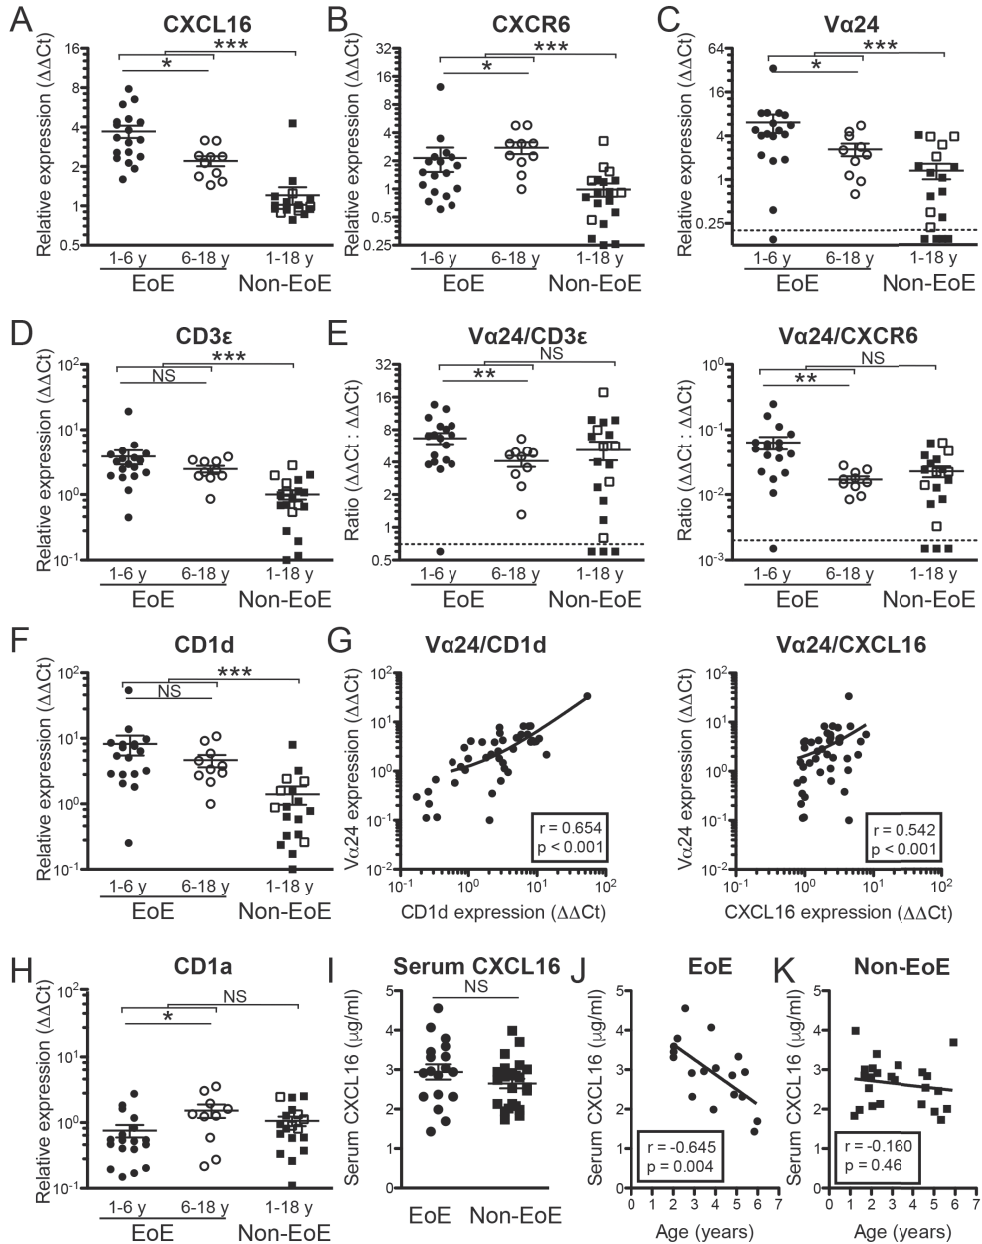 A
CXCL16
Relative expression (ΔΔCt)
16
8
4
2
1
0.5
***
*
1-6 y
6-18 y
1-18 y
EoE
Non-EoE
B
CXCR6
Relative expression (ΔΔCt)
32
16
8
4
2
1
0.5
0.25
***
*
1-6 y
6-18 y
1-18 y
EoE
Non-EoE
C
Vα24
Relative expression (ΔΔCt)
64
16
4
1
0.25
***
*
1-6 y
6-18 y
1-18 y
EoE
Non-EoE
D
CD3ε
Relative expression (ΔΔCt)
10²
10¹
10⁰
10⁻¹
***
NS
1-6 y
6-18 y
1-18 y
EoE
Non-EoE
E
Vα24/CD3ε
Ratio (ΔΔCt : ΔΔCt)
32
16
8
4
2
1
0.5
NS
**
1-6 y
6-18 y
1-18 y
EoE
Non-EoE
Vα24/CXCR6
Ratio (ΔΔCt : ΔΔCt)
10⁰
10⁻¹
10⁻²
10⁻³
NS
**
1-6 y
6-18 y
1-18 y
EoE
Non-EoE
F
CD1d
Relative expression (ΔΔCt)
10²
10¹
10⁰
10⁻¹
***
NS
1-6 y
6-18 y
1-18 y
EoE
Non-EoE
G
Vα24/CD1d
Vα24 expression (ΔΔCt)
10²
10¹
10⁰
10⁻¹
10⁻²
r = 0.654
p < 0.001
10⁻¹
10⁰
10¹
10²
CD1d expression (ΔΔCt)
Vα24/CXCL16
Vα24 expression (ΔΔCt)
10²
10¹
10⁰
10⁻¹
10⁻²
r = 0.542
p < 0.001
10⁻¹
10⁰
10¹
10²
CXCL16 expression (ΔΔCt)
H
CD1a
Relative expression (ΔΔCt)
10²
10¹
10⁰
10⁻¹
NS
*
1-6 y
6-18 y
1-18 y
EoE
Non-EoE
I
Serum CXCL16
Serum CXCL16 (μg/ml)
5
4
3
2
1
0
NS
EoE
Non-EoE
J
EoE
Serum CXCL16 (μg/ml)
5
4
3
2
1
0
r = -0.645
p = 0.004
0 1 2 3 4 5 6 7
Age (years)
K
Non-EoE
Serum CXCL16 (μg/ml)
5
4
3
2
1
0
r = -0.160
p = 0.46
0 1 2 3 4 5 6 7
Age (years)